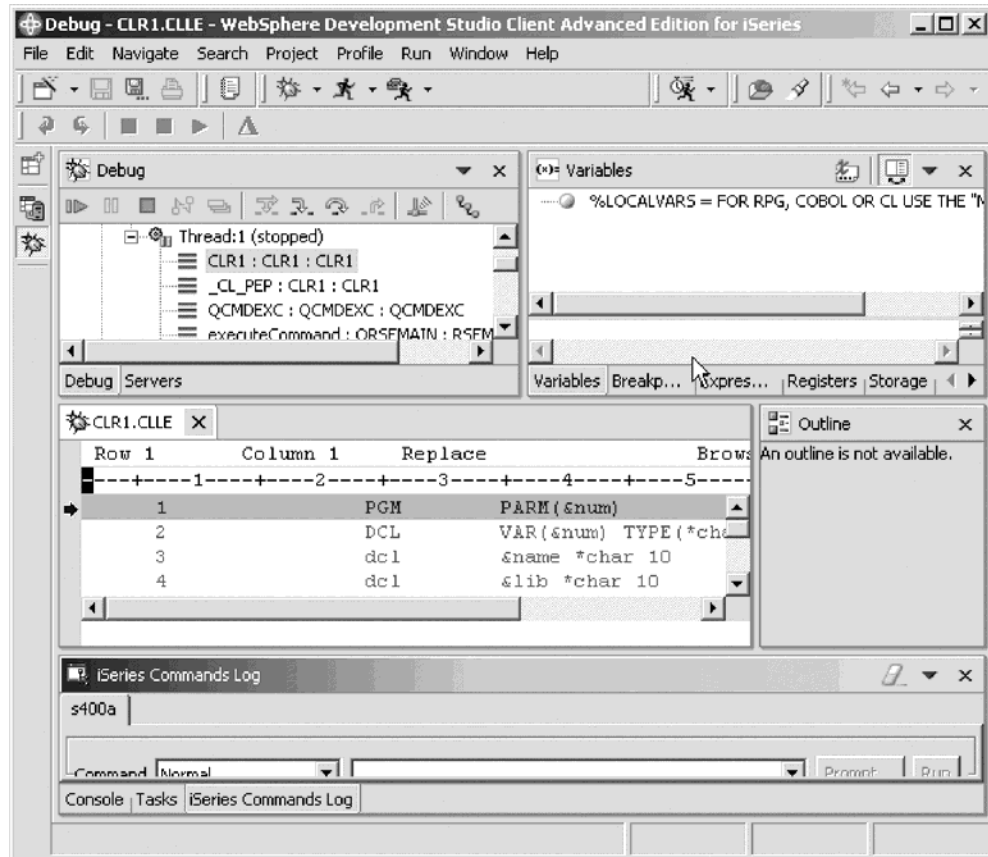 Debug - CLR1.CLLE - WebSphere Development Studio Client Advanced Edition for iSeries
File Edit Navigate Search Project Profile Run Window Help
Debug
Variables
Thread:1 (stopped)
CLR1 : CLR1 : CLR1
_CL_PEP : CLR1 : CLR1
QCMDEXC : QCMDEXC : QCMDEXC
executeCommand : QRSEMAIN : RSEM
%LOCALVARS = FOR RPG, COBOL OR CL USE THE "
Debug Servers
Variables Breakp... Expres... Registers Storage
CLR1.CLLE
Row 1 Column 1 Replace Brows
----+----1----+----2----+----3----+----4----+----5----
1 PGM PARM(&num)
2 DCL VAR(&num) TYPE(*cha
3 dcl &name *char 10
4 dcl &lib *char 10
Outline
An outline is not available.
iSeries Commands Log
s400a
Command Normal Prompt Run
Console Tasks iSeries Commands Log